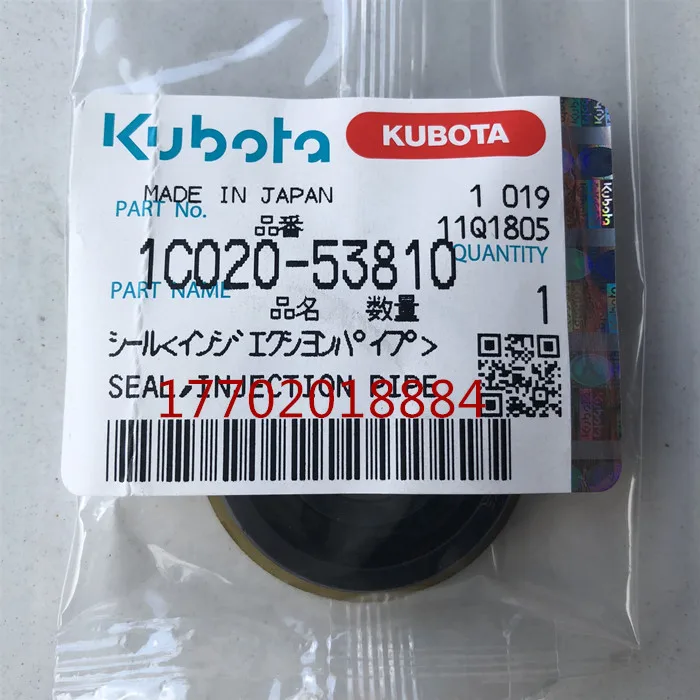 Kubota KUBOTA
MADE IN JAPAN 1 019
PART No. 品番 11Q1805
1C020-53810 QUANTITY
PART NAME 品名 数量 1
シール<インジエクシヨンパイプ>
SEAL,INJECTION PIPE
17702018884
Kubota